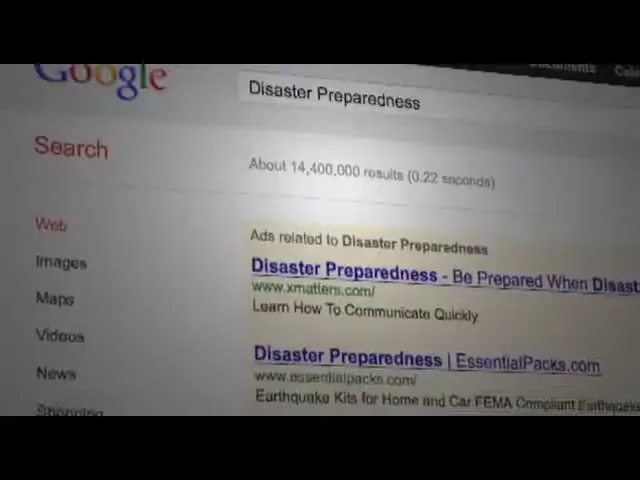 Google
Documents
Disaster Preparedness
Search
About 14,400,000 results (0.22 seconds)
Web
Images
Maps
Videos
News
Shopping
Ads related to Disaster Preparedness
Disaster Preparedness - Be Prepared When Disast
www.xmatters.com/
Learn How To Communicate Quickly
Disaster Preparedness | EssentialPacks.com
www.essentialpacks.com/
Earthquake Kits for Home and Car FEMA Compliant Earthquake